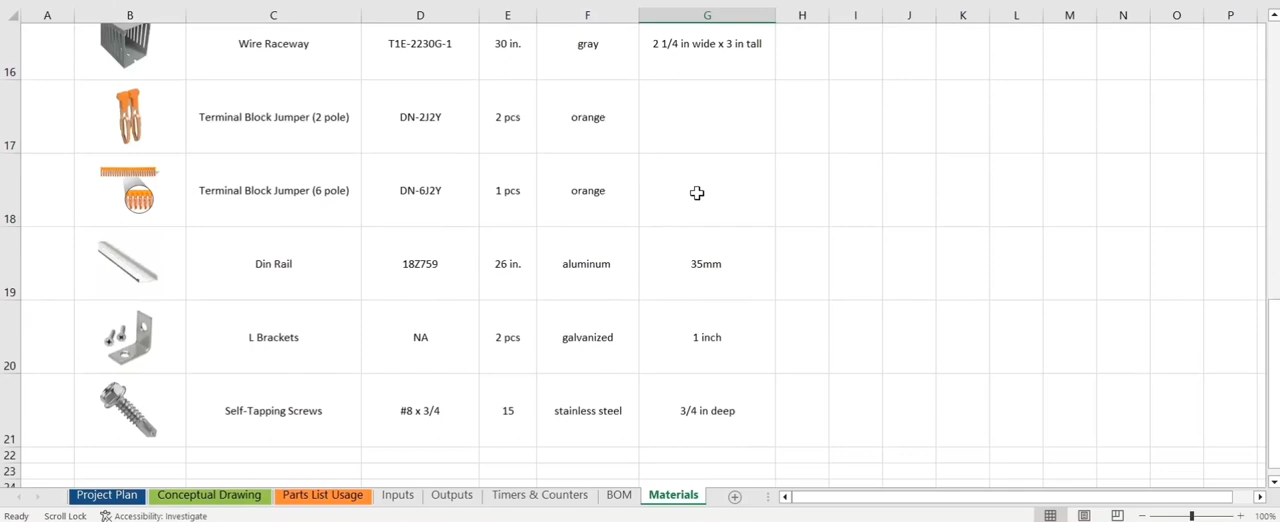 A B C D E F G H I J K L M N O P
16 Wire Raceway T1E-2230G-1 30 in. gray 2 1/4 in wide x 3 in tall
17 Terminal Block Jumper (2 pole) DN-2J2Y 2 pcs orange
18 Terminal Block Jumper (6 pole) DN-6J2Y 1 pcs orange
19 Din Rail 18Z759 26 in. aluminum 35mm
20 L Brackets NA 2 pcs galvanized 1 inch
21 Self-Tapping Screws #8 x 3/4 15 stainless steel 3/4 in deep
22
23
24
Project Plan Conceptual Drawing Parts List Usage Inputs Outputs Timers & Counters BOM Materials
Ready Scroll Lock Accessibility: Investigate 100%